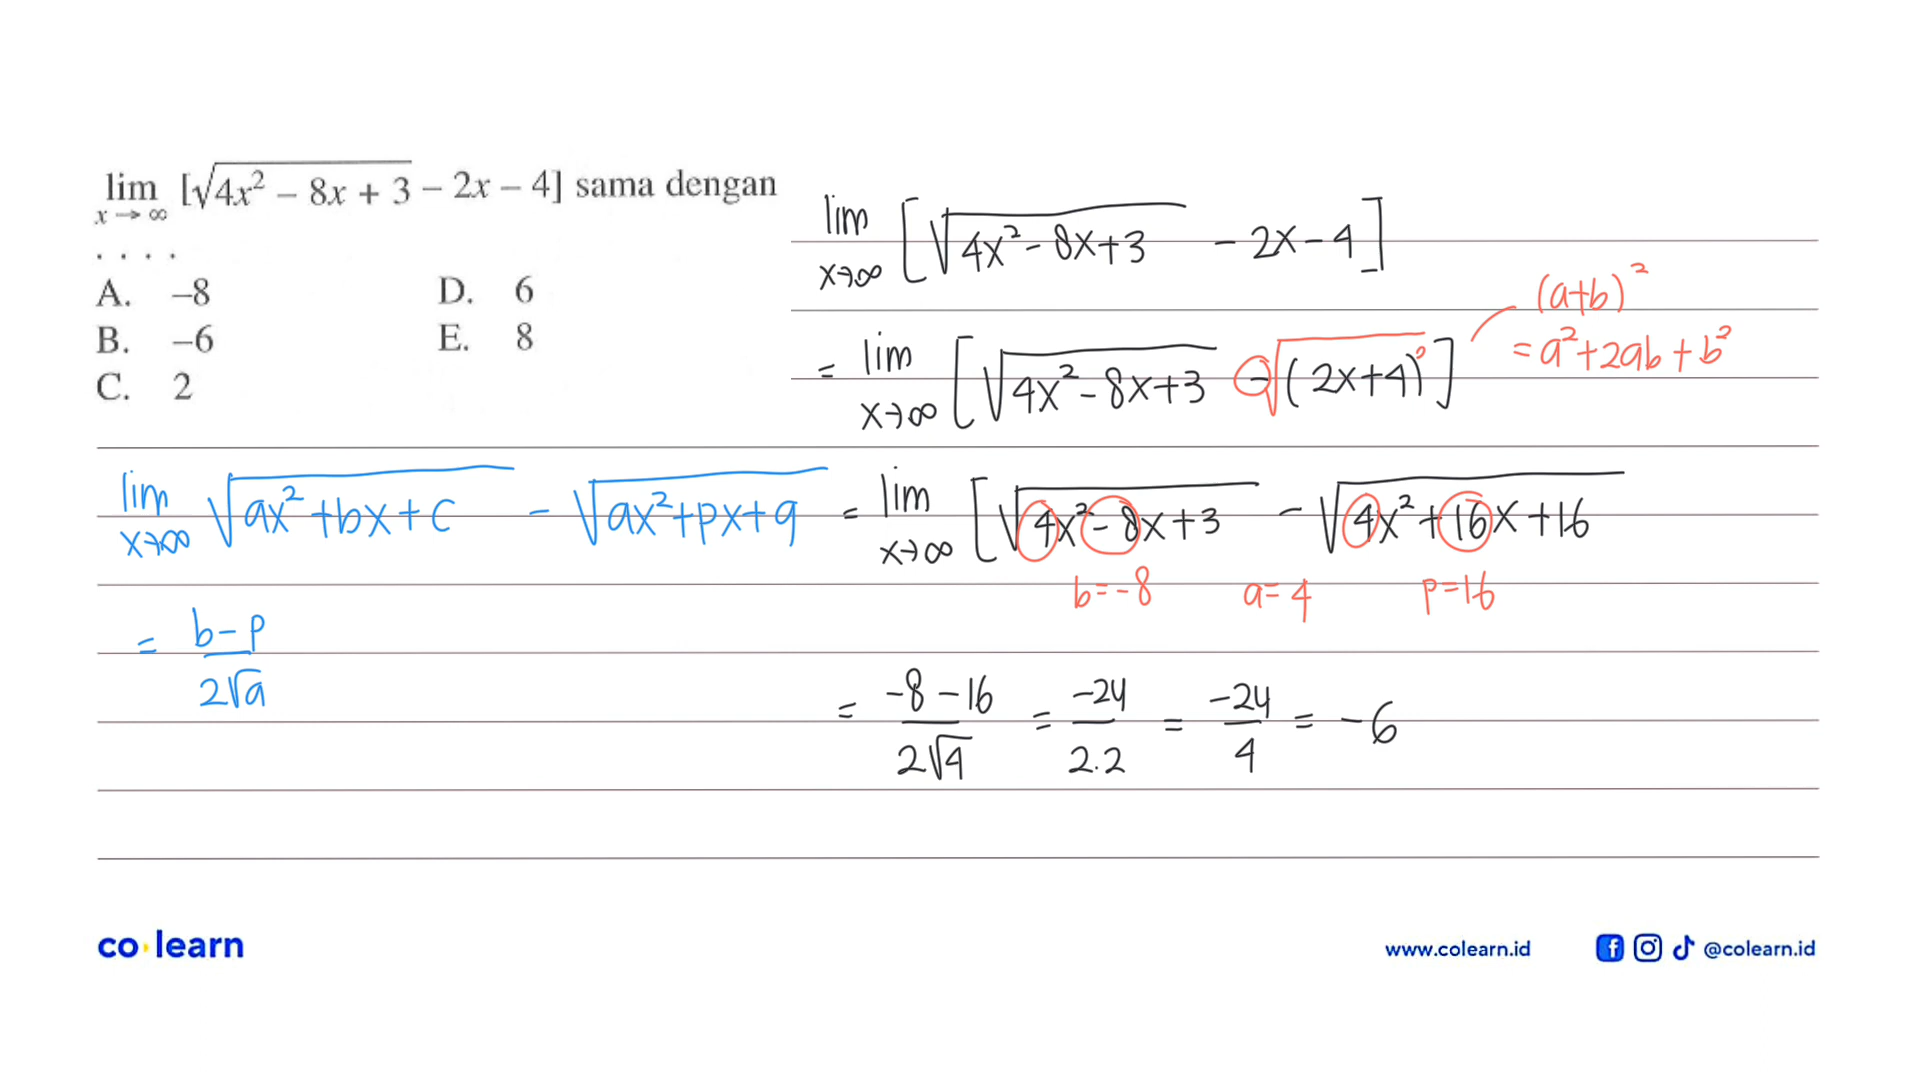 lim x→∞ [√(4x² – 8x + 3) – 2x – 4] sama dengan
. . . .
A. –8
B. –6
C. 2
D. 6
E. 8
lim x→∞ √(ax²+bx+c) - √(ax²+px+q)
= (b-p)/(2√a)
lim x→∞ [√(4x²-8x+3) - 2x-4]
= lim x→∞ [√(4x²-8x+3) - √((2x+4)²)]
(a+b)²
= a²+2ab+b²
= lim x→∞ [√(4x²-8x+3) - √(4x²+16x+16)
b=-8 a=4 p=16
= (-8-16)/(2√4) = -24/2.2 = -24/4 = -6
co·learn
www.colearn.id @colearn.id